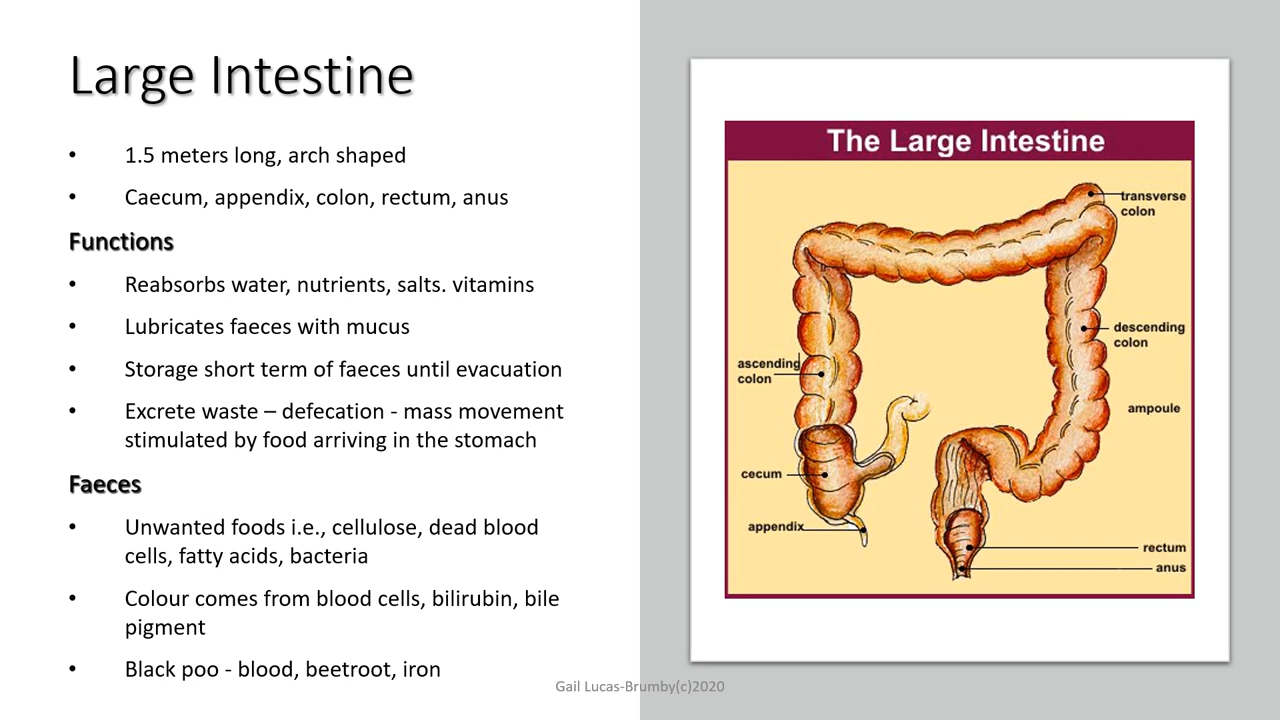 Large Intestine
• 1.5 meters long, arch shaped
• Caecum, appendix, colon, rectum, anus
Functions
• Reabsorbs water, nutrients, salts. vitamins
• Lubricates faeces with mucus
• Storage short term of faeces until evacuation
• Excrete waste – defecation - mass movement
stimulated by food arriving in the stomach
Faeces
• Unwanted foods i.e., cellulose, dead blood
cells, fatty acids, bacteria
• Colour comes from blood cells, bilirubin, bile
pigment
• Black poo - blood, beetroot, iron
The Large Intestine
transverse
colon
descending
colon
ascending
colon
ampoule
cecum
appendix
rectum
anus
Gail Lucas-Brumby(c)2020